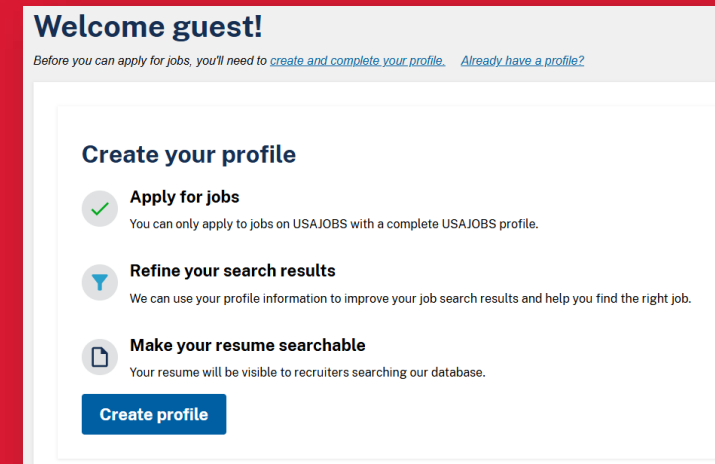 Welcome guest!
Before you can apply for jobs, you'll need to create and complete your profile. Already have a profile?
Create your profile
Apply for jobs
You can only apply to jobs on USAJOBS with a complete USAJOBS profile.
Refine your search results
We can use your profile information to improve your job search results and help you find the right job.
Make your resume searchable
Your resume will be visible to recruiters searching our database.
Create profile